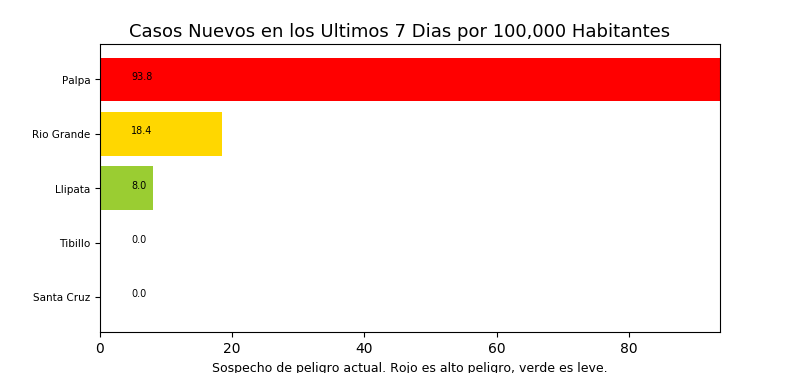 Casos Nuevos en los Ultimos 7 Dias por 100,000 Habitantes
Palpa 93.8
Rio Grande 18.4
Llipata 8.0
Tibillo 0.0
Santa Cruz 0.0
0 20 40 60 80
Sospecho de peligro actual. Rojo es alto peligro, verde es leve.